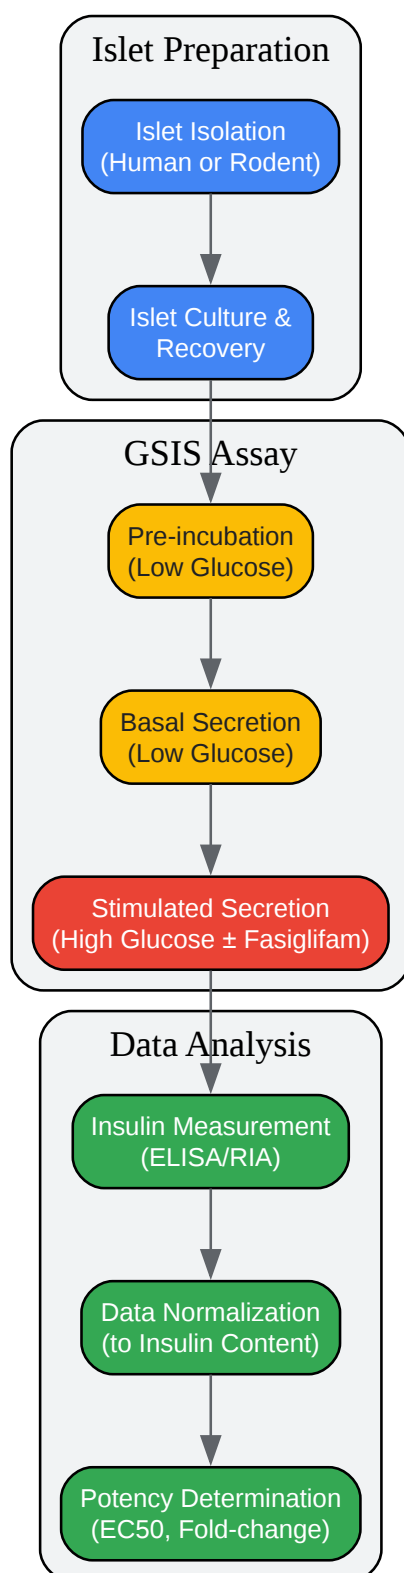 Islet Preparation
Islet Isolation
(Human or Rodent)
Islet Culture &
Recovery
GSIS Assay
Pre-incubation
(Low Glucose)
Basal Secretion
(Low Glucose)
Stimulated Secretion
(High Glucose ± Fasiglifam)
Data Analysis
Insulin Measurement
(ELISA/RIA)
Data Normalization
(to Insulin Content)
Potency Determination
(EC50, Fold-change)